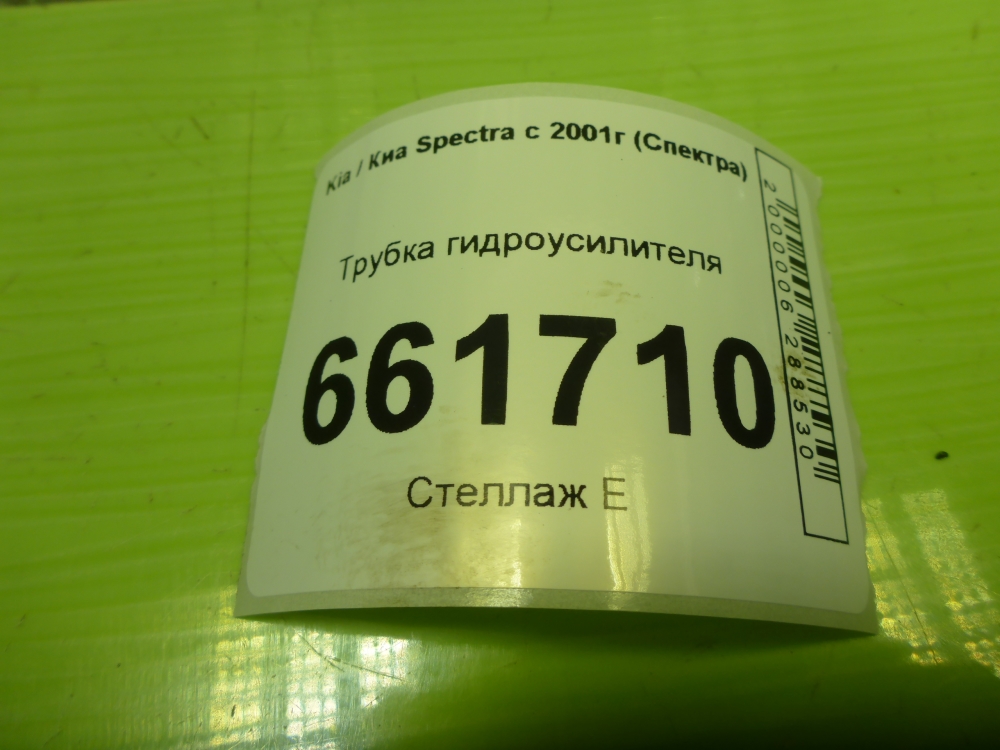 Kia / Киа Spectra с 2001г (Спектра)
Трубка гидроусилителя
661710
Стеллаж Е
2000006288530